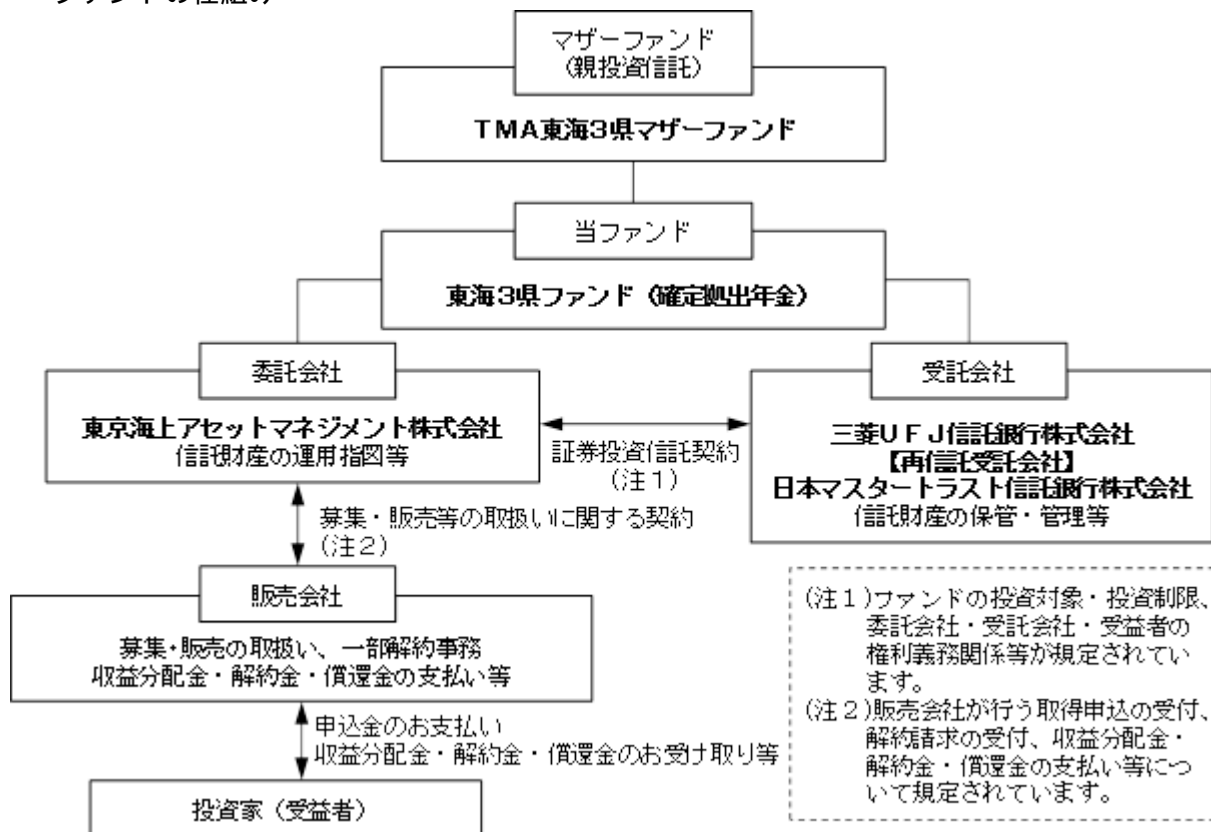 ファンドの仕組み
マザーファンド
(親投資信託)
TMA東海3県マザーファンド
当ファンド
東海3県ファンド(確定拠出年金)
委託会社
東京海上アセットマネジメント株式会社
信託財産の運用指図等
証券投資信託契約
(注1)
受託会社
三菱UFJ信託銀行株式会社
【再信託受託会社】
日本マスタートラスト信託銀行株式会社
信託財産の保管・管理等
募集・販売等の取扱いに関する契約
(注2)
販売会社
募集・販売の取扱い、一部解約事務
収益分配金・解約金・償還金の支払い等
申込金のお支払い
収益分配金・解約金・償還金のお受け取り等
投資家(受益者)
(注1)ファンドの投資対象・投資制限、
委託会社・受託会社・受益者の
権利義務関係等が規定されてい
ます。
(注2)販売会社が行う取得申込の受付、
解約請求の受付、収益分配金・
解約金・償還金の支払い等につ
いて規定されています。